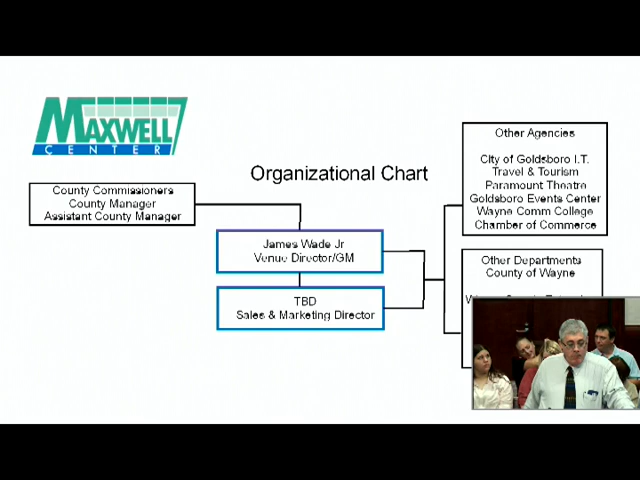 MAXWELL
CENTER
Organizational Chart
County Commissioners
County Manager
Assistant County Manager
James Wade Jr
Venue Director/GM
TBD
Sales & Marketing Director
Other Agencies
City of Goldsboro I.T.
Travel & Tourism
Paramount Theatre
Goldsboro Events Center
Wayne Comm College
Chamber of Commerce
Other Departments
County of Wayne